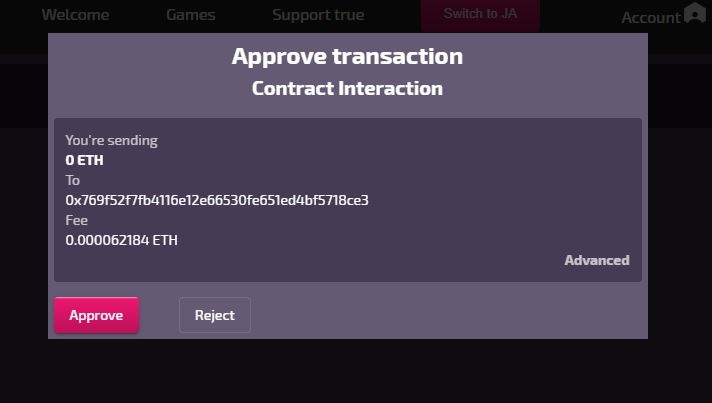 Welcome Games Support true Switch to JA Account
Approve transaction
Contract Interaction
You're sending
0 ETH
To
0x769f52f7fb4116e12e66530fe651ed4bf5718ce3
Fee
0.000062184 ETH
Advanced
Approve Reject